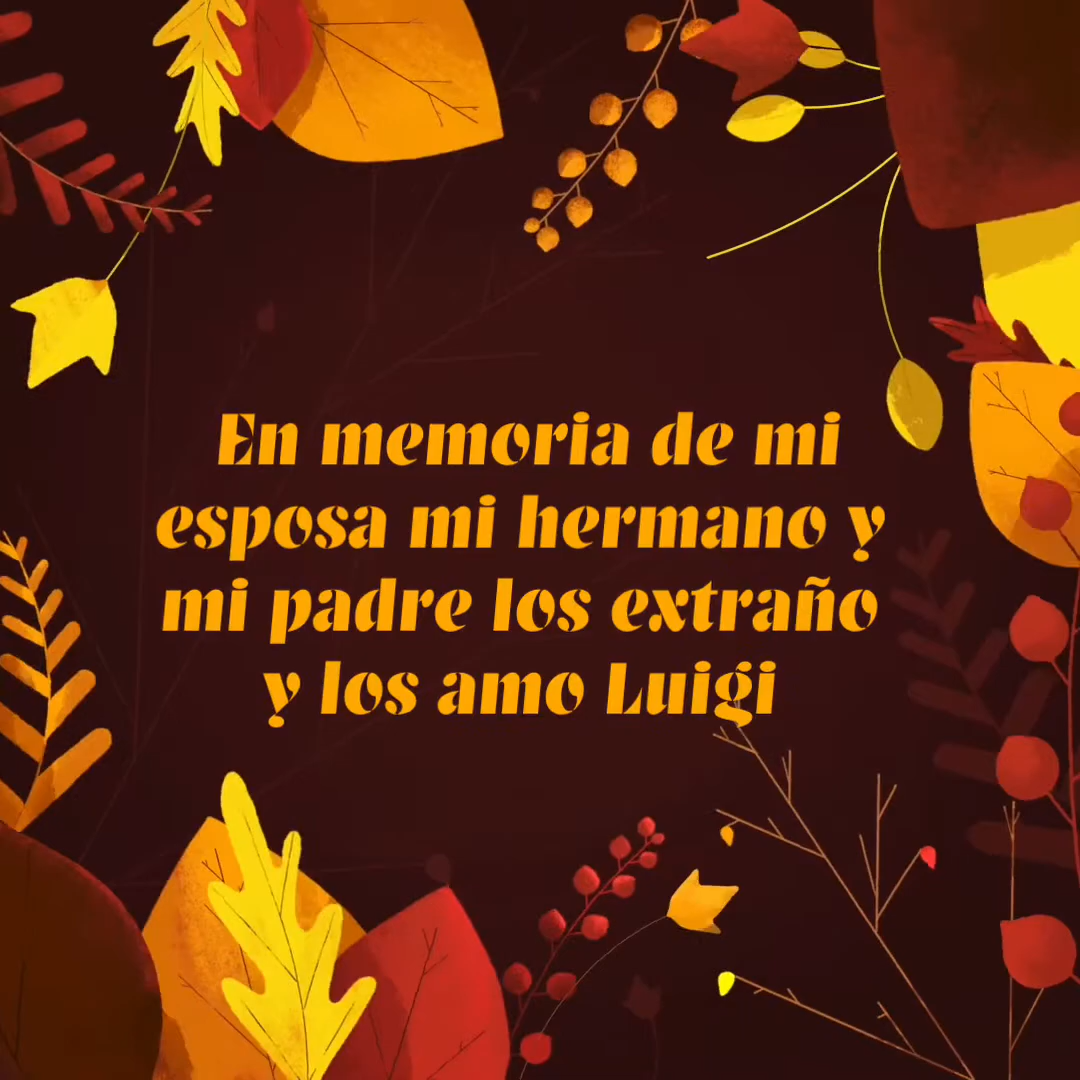 En memoria de mi
esposa mi hermano y
mi padre los extraño
y los amo Luigi